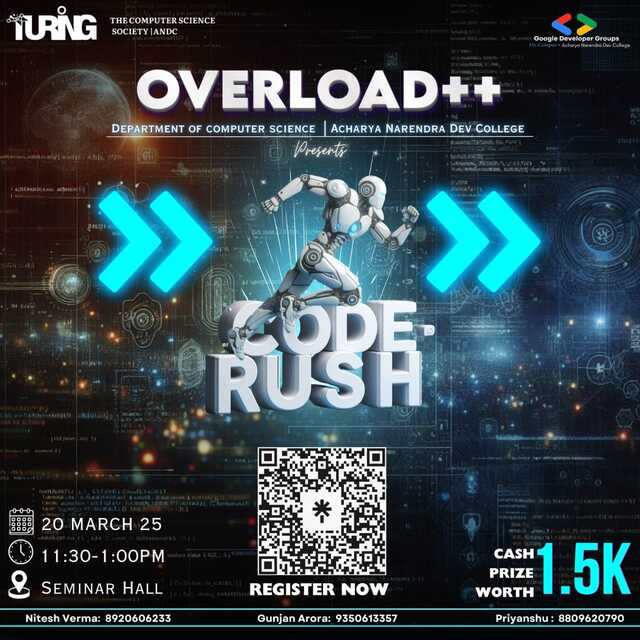 TURING
THE COMPUTER SCIENCE
SOCIETY | ANDC
Google Developer Groups
On Campus • Acharya Narendra Dev College
OVERLOAD++
DEPARTMENT OF COMPUTER SCIENCE | ACHARYA NARENDRA DEV COLLEGE
Presents
CODE-
RUSH
20 MARCH 25
11:30-1:00PM
SEMINAR HALL
REGISTER NOW
CASH
PRIZE
WORTH
1.5K
Nitesh Verma: 8920606233
Gunjan Arora: 9350613357
Priyanshu : 8809620790